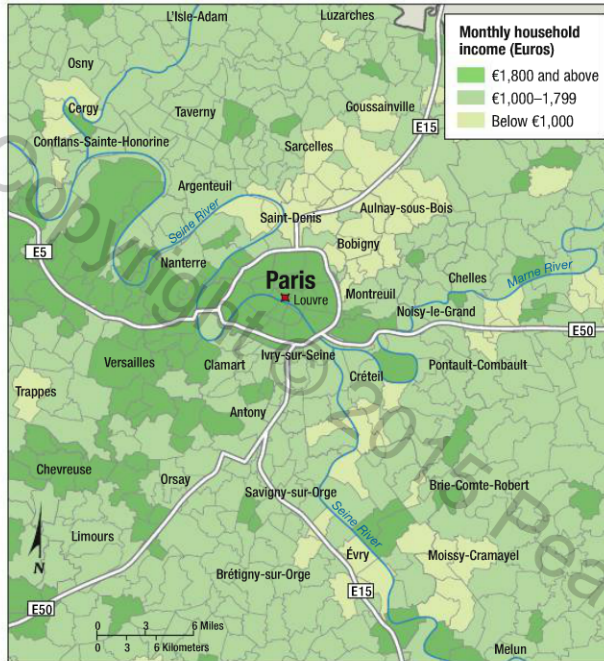 L'Isle-Adam
Luzarches
Monthly household
income (Euros)
€1,800 and above
€1,000–1,799
Below €1,000
Osny
Cergy
Taverny
Goussainville
E15
Conflans-Sainte-Honorine
Sarcelles
Argenteuil
Aulnay-sous-Bois
Saint-Denis
Seine River
Bobigny
E5
Nanterre
Paris
Louvre
Montreuil
Chelles
Marne River
Noisy-le-Grand
E50
Versailles
Clamart
Ivry-sur-Seine
Créteil
Pontault-Combault
Trappes
Antony
Chevreuse
Orsay
Savigny-sur-Orge
Brie-Comte-Robert
Seine River
Limours
N
Évry
Moissy-Cramayel
Brétigny-sur-Orge
E15
E50
0 3 6 Miles
0 3 6 Kilometers
Melun
Copyright © 2015 Pea